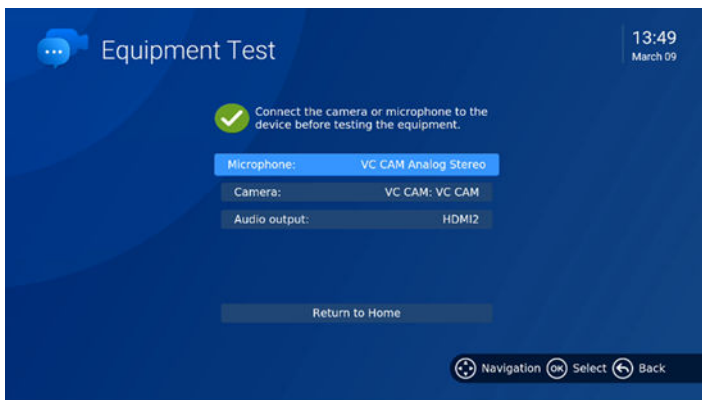 Equipment Test
13:49
March 09
Connect the camera or microphone to the
device before testing the equipment.
Microphone: VC CAM Analog Stereo
Camera: VC CAM: VC CAM
Audio output: HDMI2
Return to Home
Navigation OK Select Back